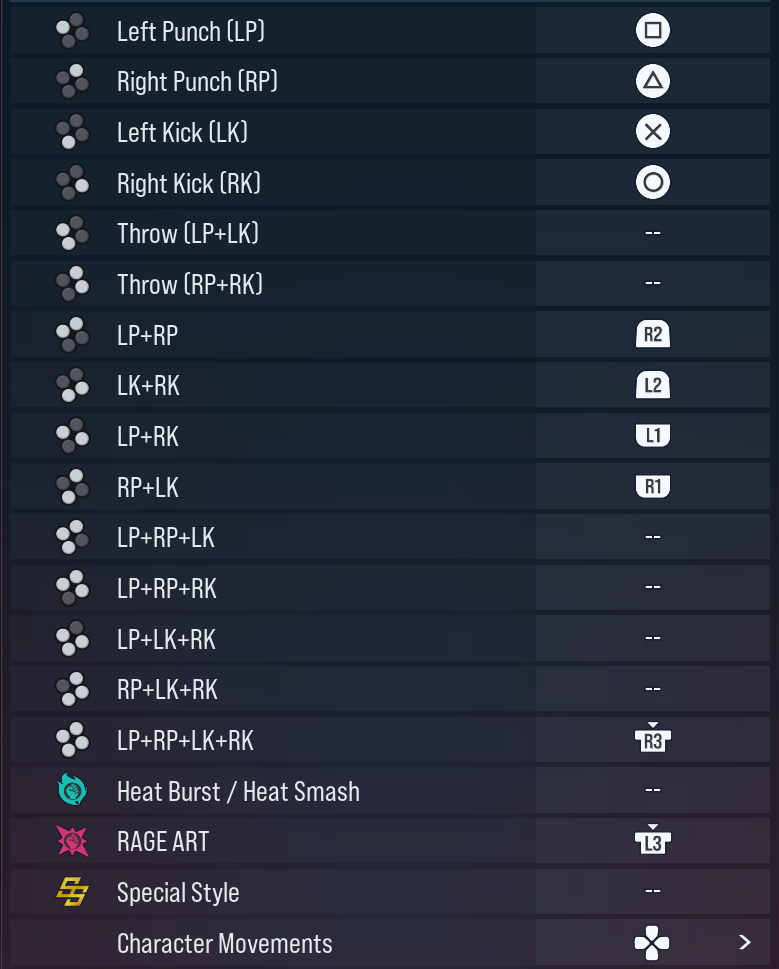 Left Punch (LP)
Right Punch (RP)
Left Kick (LK)
Right Kick (RK)
Throw (LP+LK) --
Throw (RP+RK) --
LP+RP R2
LK+RK L2
LP+RK L1
RP+LK R1
LP+RP+LK --
LP+RP+RK --
LP+LK+RK --
RP+LK+RK --
LP+RP+LK+RK R3
Heat Burst / Heat Smash --
RAGE ART L3
Special Style --
Character Movements >